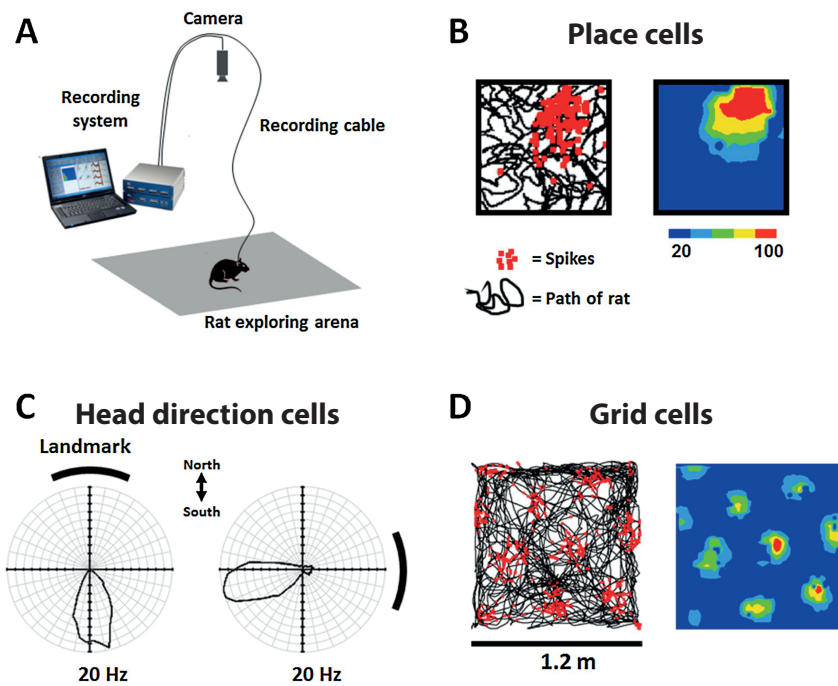 A
Camera
Recording
system
Recording cable
Rat exploring arena
B
Place cells
20 100
= Spikes
= Path of rat
C
Head direction cells
Landmark
North
South
20 Hz
20 Hz
D
Grid cells
1.2 m